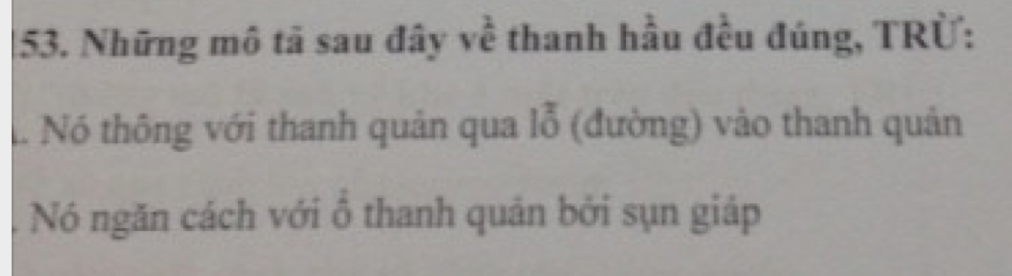 153. Những mô tả sau đây về thanh hầu đều đúng, TRỪ:
. Nó thông với thanh quản qua lỗ (đường) vào thanh quản
. Nó ngăn cách với ổ thanh quản bởi sụn giáp